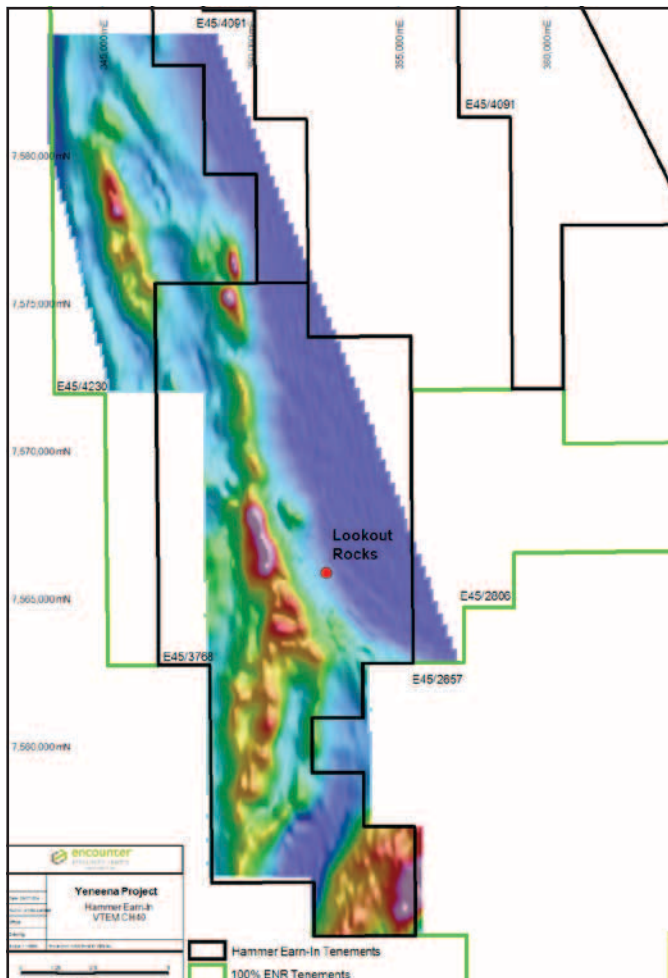 E45/4091
345,000mE
355,000mE
360,000mE
E45/4091
7,580,000mN
7,575,000mN
E45/4230
7,570,000mN
Lookout
Rocks
7,565,000mN
E45/2806
E45/3768
E45/2657
7,560,000mN
encounter
Yeneena Project
Hammer Earn-In
VTEM CH40
Hammer Earn-In Tenements
100% ENR Tenements